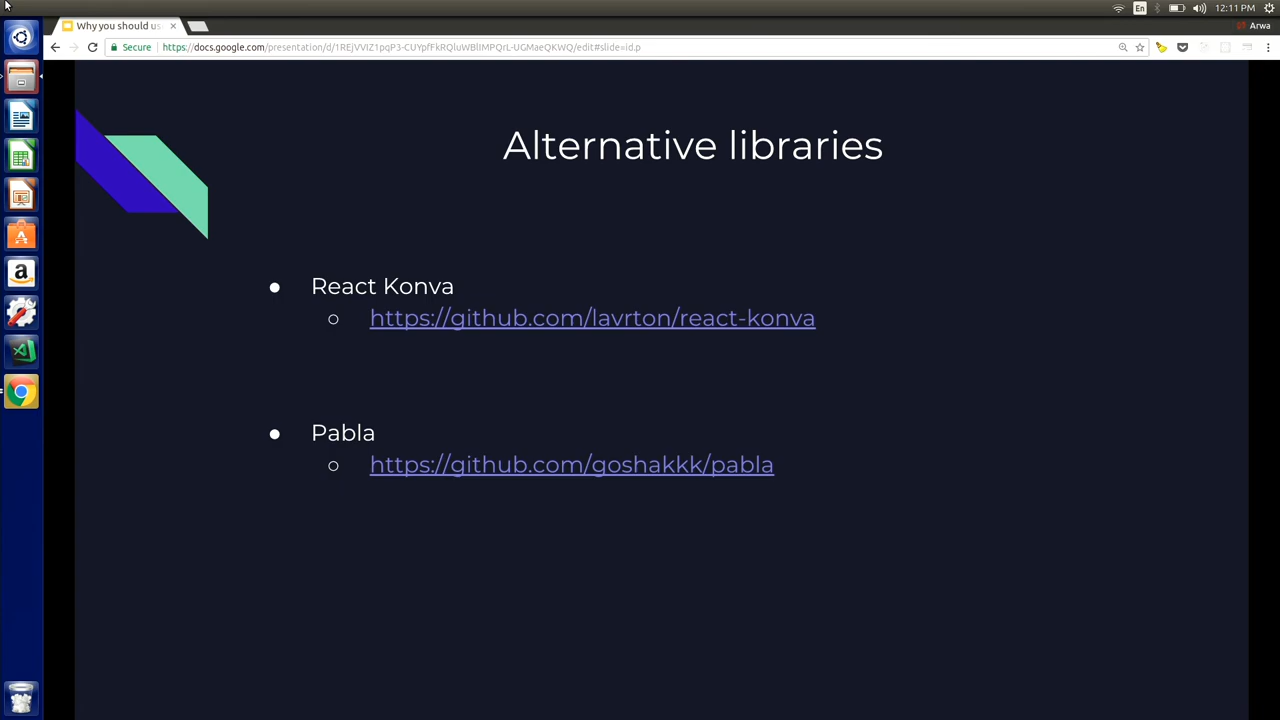 En
12:11 PM
Why you should us
Arwa
Secure
https://docs.google.com/presentation/d/1REjVVIZ1pqP3-CUYpfFkRQluWBlIMPQrL-UGMaeQKWQ/edit#slide=id.p
Alternative libraries
● React Konva
○ https://github.com/lavrton/react-konva
● Pabla
○ https://github.com/goshakkk/pabla